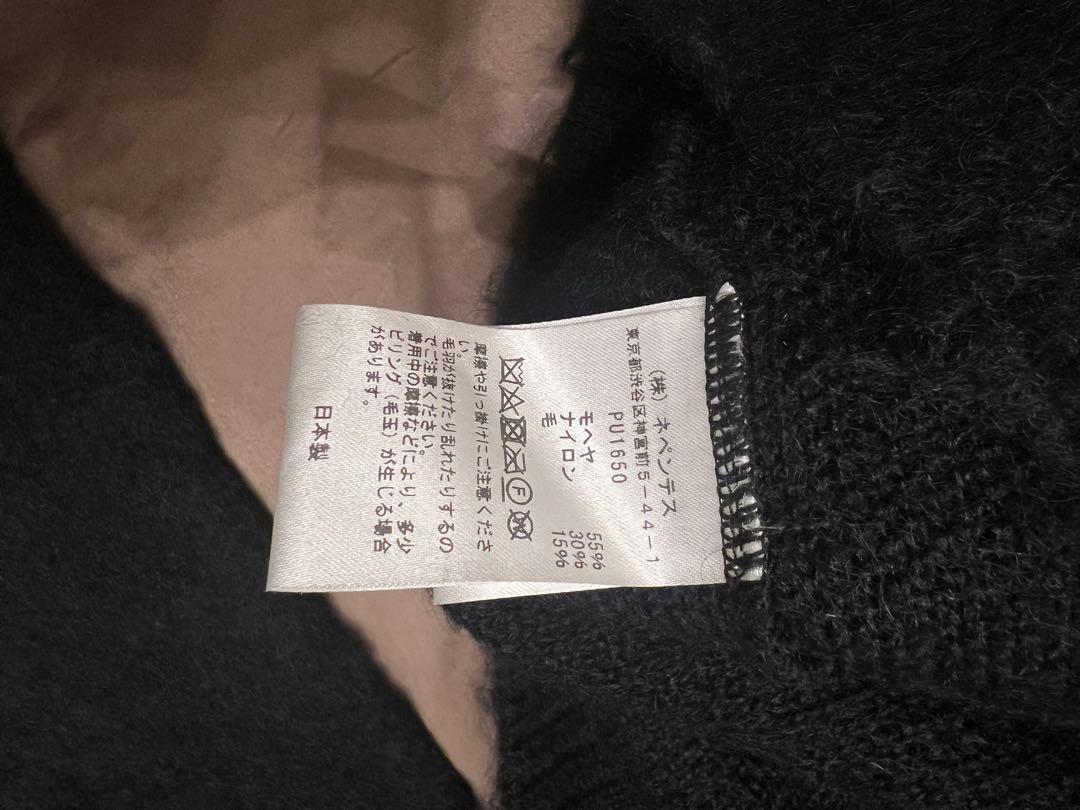 (株) ネペンテス
東京都渋谷区神宮前5-44-1
PU1650
モヘヤ 55%
ナイロン 30%
毛 15%
F
摩擦や引っ掛けにご注意くださ
い。
毛羽が抜けたり乱れたりするの
でご注意ください。
着用中の摩擦などにより、多少
ピリング(毛玉)が生じる場合
があります。
日本製